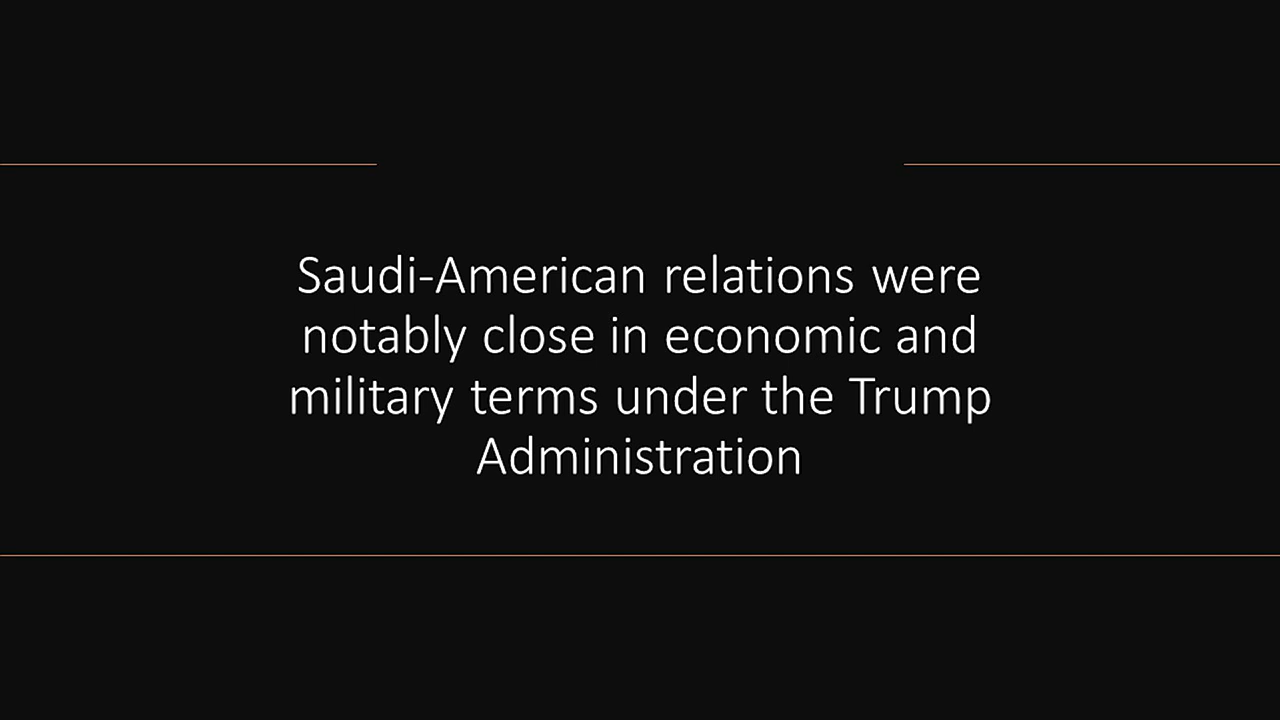 Saudi-American relations were
notably close in economic and
military terms under the Trump
Administration